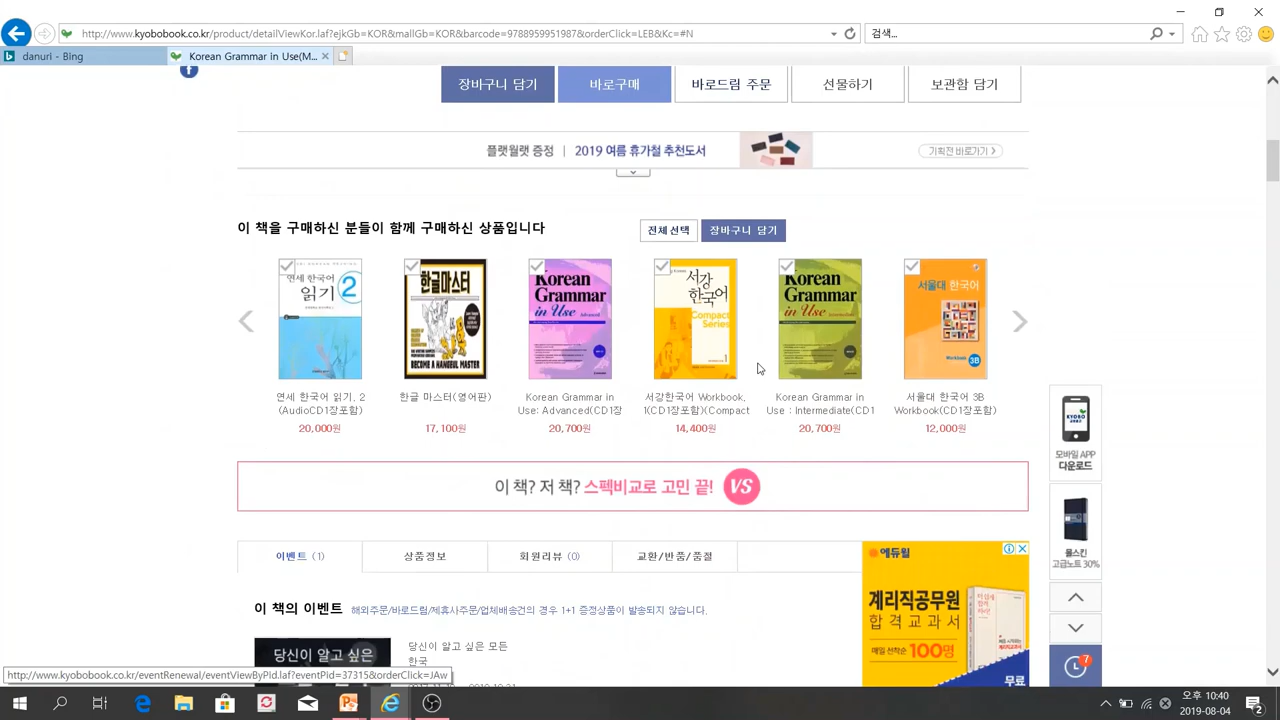 http://www.kyobobook.co.kr/product/detailViewKor.laf?ejkGb=KOR&mallGb=KOR&barcode=9788959951987&orderClick=LEB&Kc=#N
검색...
danuri - Bing
Korean Grammar in Use(M...
장바구니 담기
바로구매
바로드림 주문
선물하기
보관함 담기
플랫월렛 증정 | 2019 여름 휴가철 추천도서
기획전 바로가기
이 책을 구매하신 분들이 함께 구매하신 상품입니다
전체선택
장바구니 담기
연세 한국어
읽기 2
한글마스터
BECOME A HANGUL MASTER
Korean
Grammar
in Use
서강
한국어
Compact
Series
Korean
Grammar
in Use
서울대 한국어
Workbook 3B
연세 한국어 읽기. 2
(AudioCD1장포함)
20,000원
한글 마스터(영어판)
17,100원
Korean Grammar in
Use: Advanced(CD1장
20,700원
서강한국어 Workbook.
1(CD1장포함)(Compact
14,400원
Korean Grammar in
Use : Intermediate(CD1
20,700원
서울대 한국어 3B
Workbook(CD1장포함)
12,000원
KYOBO
모바일 APP
다운로드
몰스킨
고급노트 30%
이 책? 저 책? 스펙비교로 고민 끝! VS
이벤트 (1)
상품정보
회원리뷰 (0)
교환/반품/품절
이 책의 이벤트
해외주문/바로드림/제휴사주문/업체배송건의 경우 1+1 증정상품이 발송되지 않습니다.
당신이 알고 싶은
당신이 알고 싶은 모든
한국
에듀윌
계리직공무원
합격교과서
매일 선착순 100명
무료
7
http://www.kyobobook.co.kr/eventRenewal/eventViewByPid.laf?eventPid=37315&orderClick=JAw
오후 10:40
2019-08-04
2